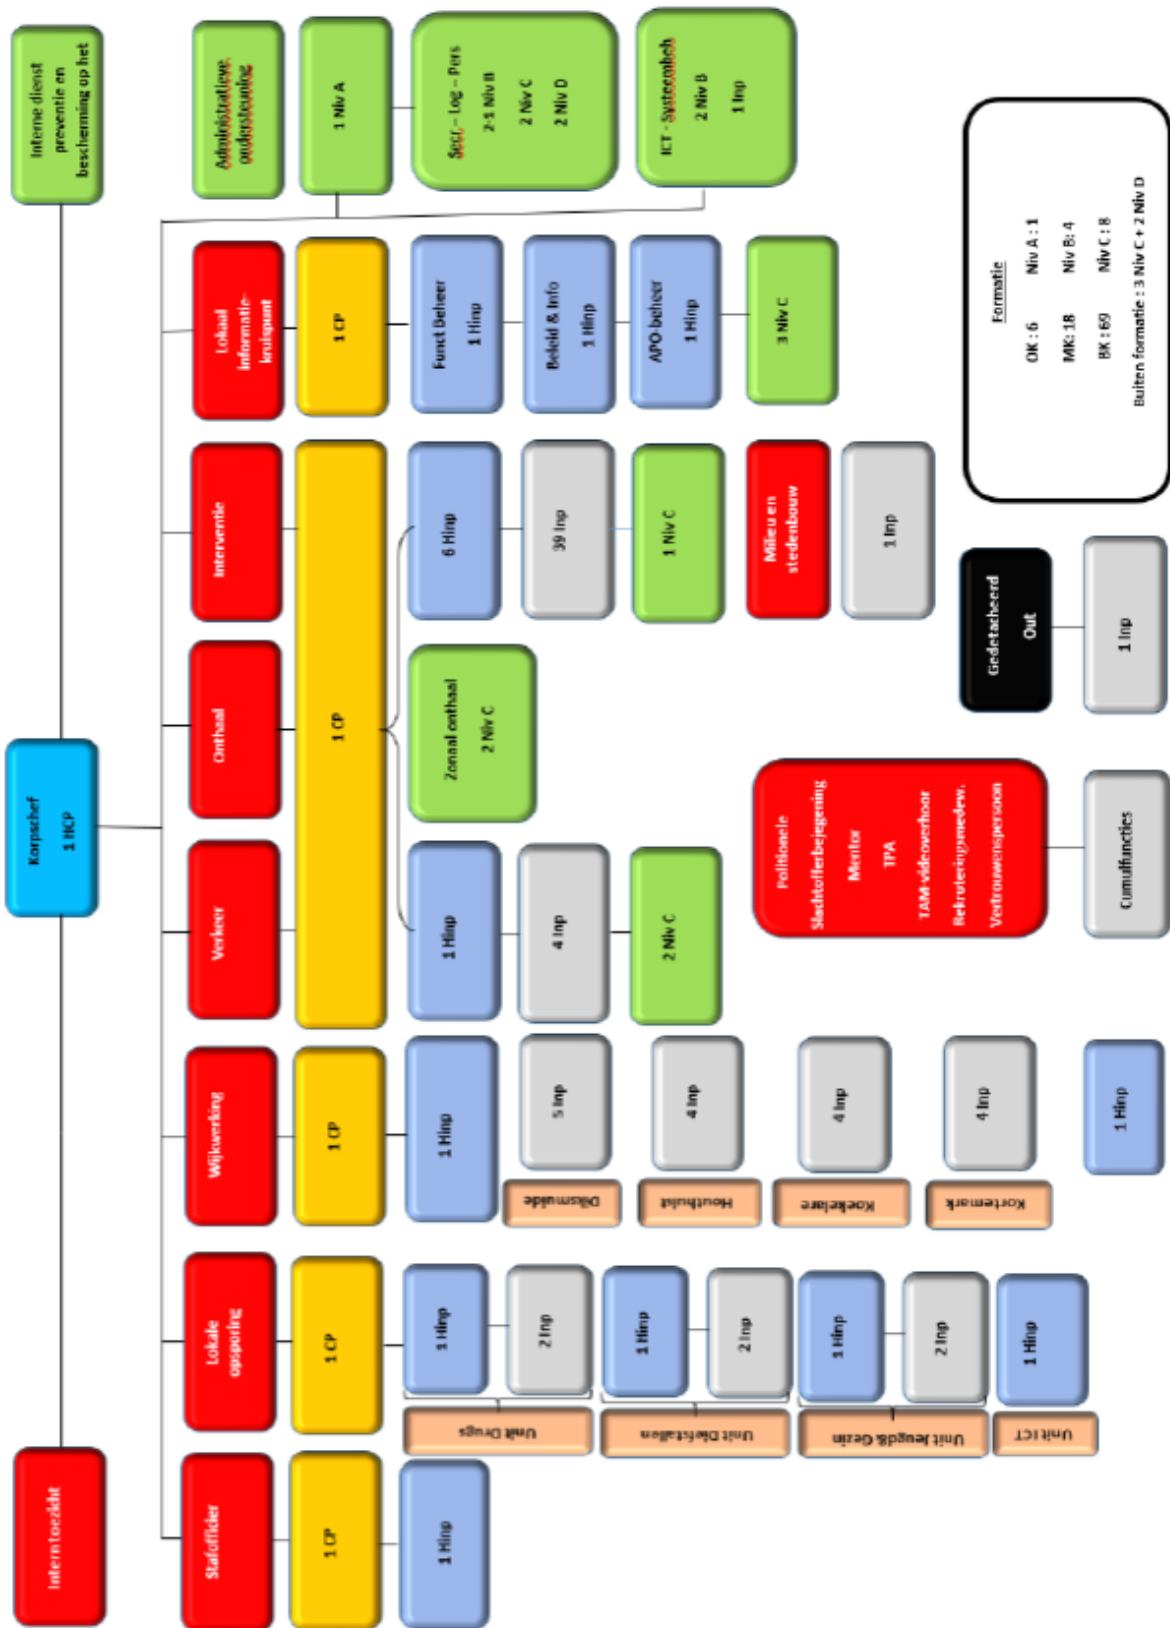 Intern toezicht
Korpschef
1 HCP
Interne dienst
preventie en
bescherming op het
Stafofficier
1 CP
1 Hinp
Lokale
opsporing
1 CP
Unit Drugs
1 Hinp
2 Inp
Unit Diefstallen
1 Hinp
2 Inp
Unit Jeugd& Gezin
1 Hinp
2 Inp
Unit ICT
1 Hinp
Wijkwerking
1 CP
1 Hinp
Diksmuide
5 Inp
Houthulst
4 Inp
Koekelare
4 Inp
Kortemark
4 Inp
1 Hinp
Verkeer
Onthaal
Interventie
1 CP
1 Hinp
4 Inp
2 Niv C
Zonaal onthaal
2 Niv C
6 Hinp
39 Inp
1 Niv C
Milieu en
stedenbouw
1 Inp
Lokaal
informatie-
kruispunt
1 CP
Funct Beheer
1 Hinp
Beleid & Info
1 Hinp
APO-beheer
1 Hinp
3 Niv C
Administratieve
ondersteuning
1 Niv A
Secr. – Log – Pers
2-1 Niv B
2 Niv C
2 Niv D
ICT - Systeembeh
2 Niv B
1 Inp
Politionele
Slachtofferbejegening
Mentor
TPA
TAM-videoverhoor
Rekruteringsmedew.
Vertrouwenspersoon
Cumulfuncties
Gedetacheerd
Out
1 Inp
Formatie
OK : 6 Niv A : 1
MK: 18 Niv B: 4
BK : 69 Niv C : 8
Buiten formatie : 3 Niv C + 2 Niv D